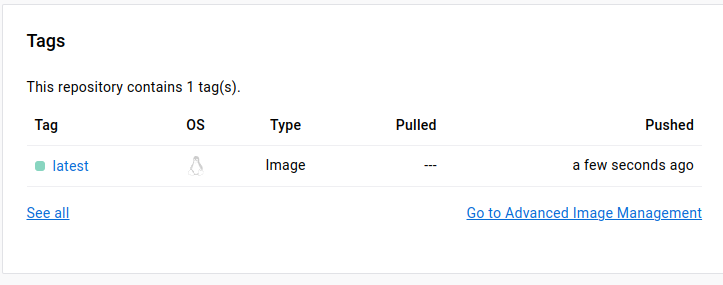 Tags
This repository contains 1 tag(s).
Tag OS Type Pulled Pushed
latest Image --- a few seconds ago
See all Go to Advanced Image Management